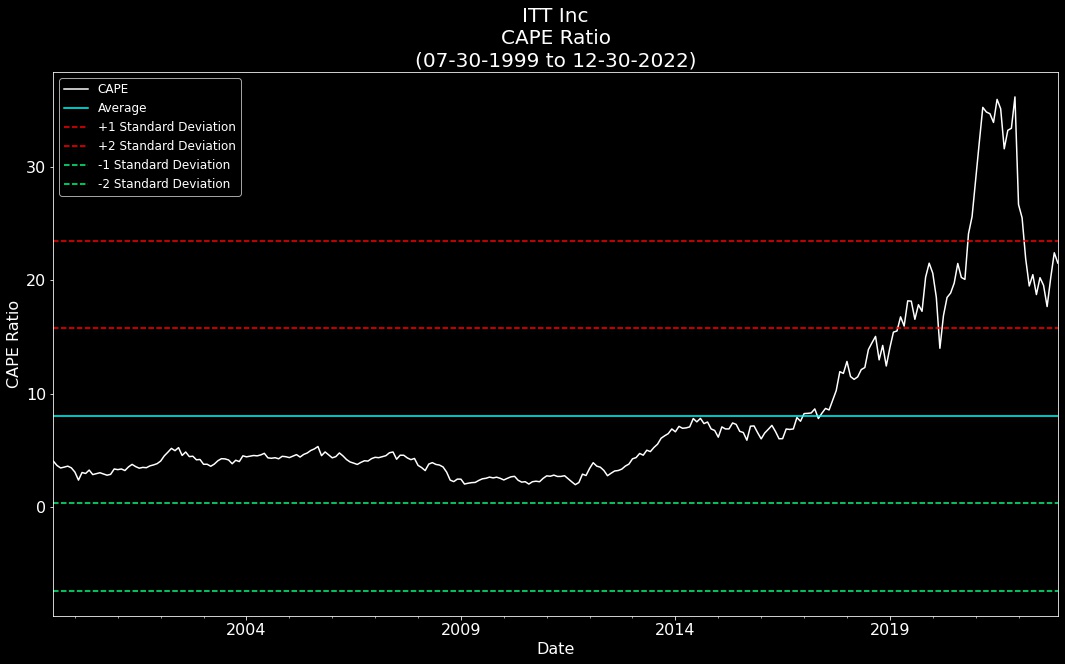 ITT Inc
CAPE Ratio
(07-30-1999 to 12-30-2022)
CAPE
Average
+1 Standard Deviation
+2 Standard Deviation
-1 Standard Deviation
-2 Standard Deviation
CAPE Ratio
30
20
10
0
2004
2009
2014
2019
Date